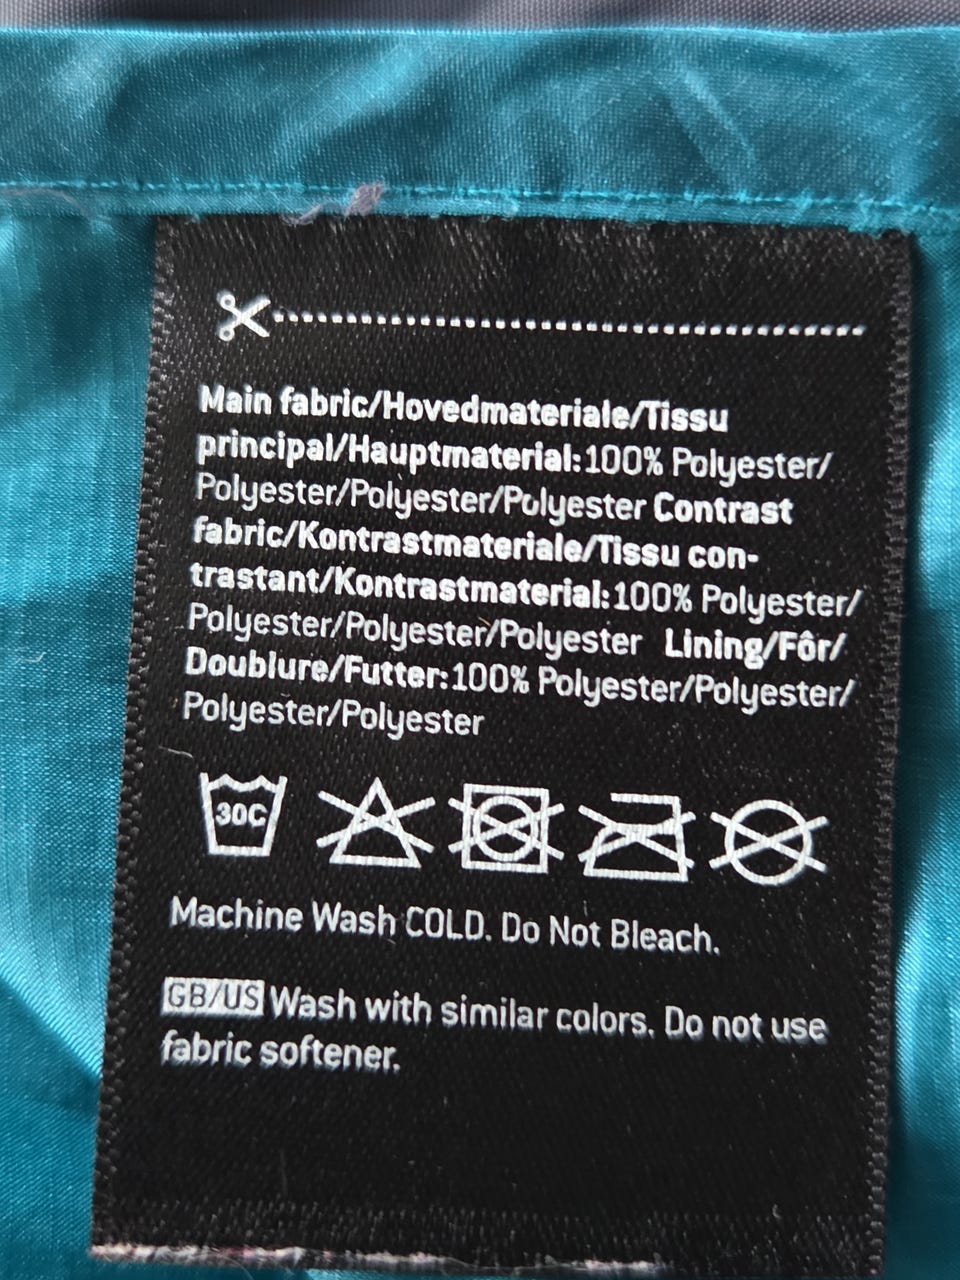 Main fabric/Hovedmateriale/Tissu
principal/Hauptmaterial:100% Polyester/
Polyester/Polyester/Polyester Contrast
fabric/Kontrastmateriale/Tissu con-
trastant/Kontrastmaterial:100% Polyester/
Polyester/Polyester/Polyester Lining/Fôr/
Doublure/Futter:100% Polyester/Polyester/
Polyester/Polyester
30C
Machine Wash COLD. Do Not Bleach.
GB/US Wash with similar colors. Do not use
fabric softener.